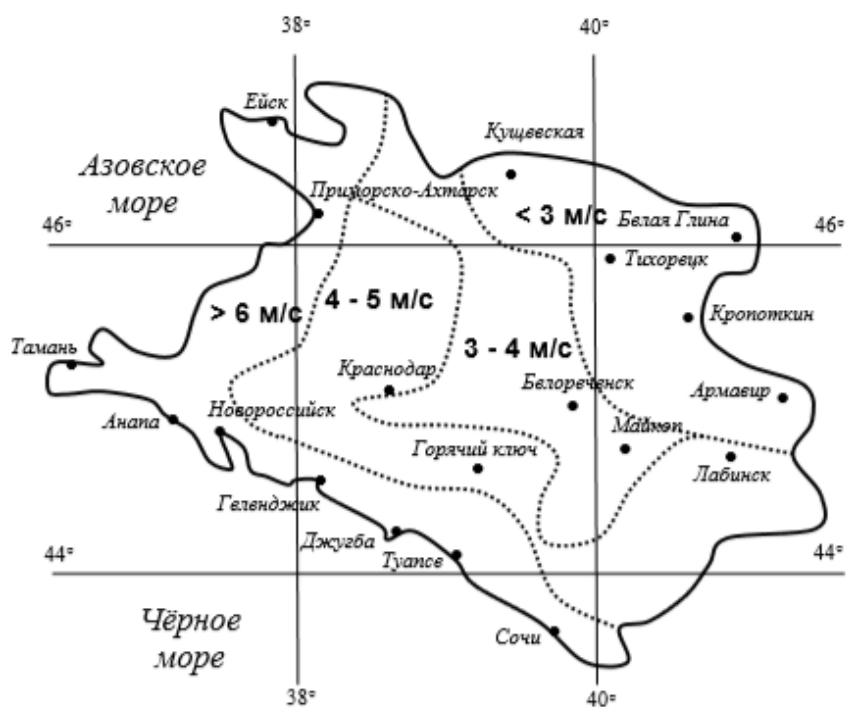 38° 40°
Ейск
Кущевская
Азовское
море
Приморско-Ахтарск
< 3 м/с
Белая Глина
46° 46°
Тихорецк
> 6 м/с
4 - 5 м/с
Кропоткин
Тамань
3 - 4 м/с
Краснодар
Белореченск
Армавир
Анапа
Новороссийск
Майкоп
Горячий ключ
Лабинск
Геленджик
Джугба
Туапсе
44° 44°
Чёрное
море
Сочи
38° 40°